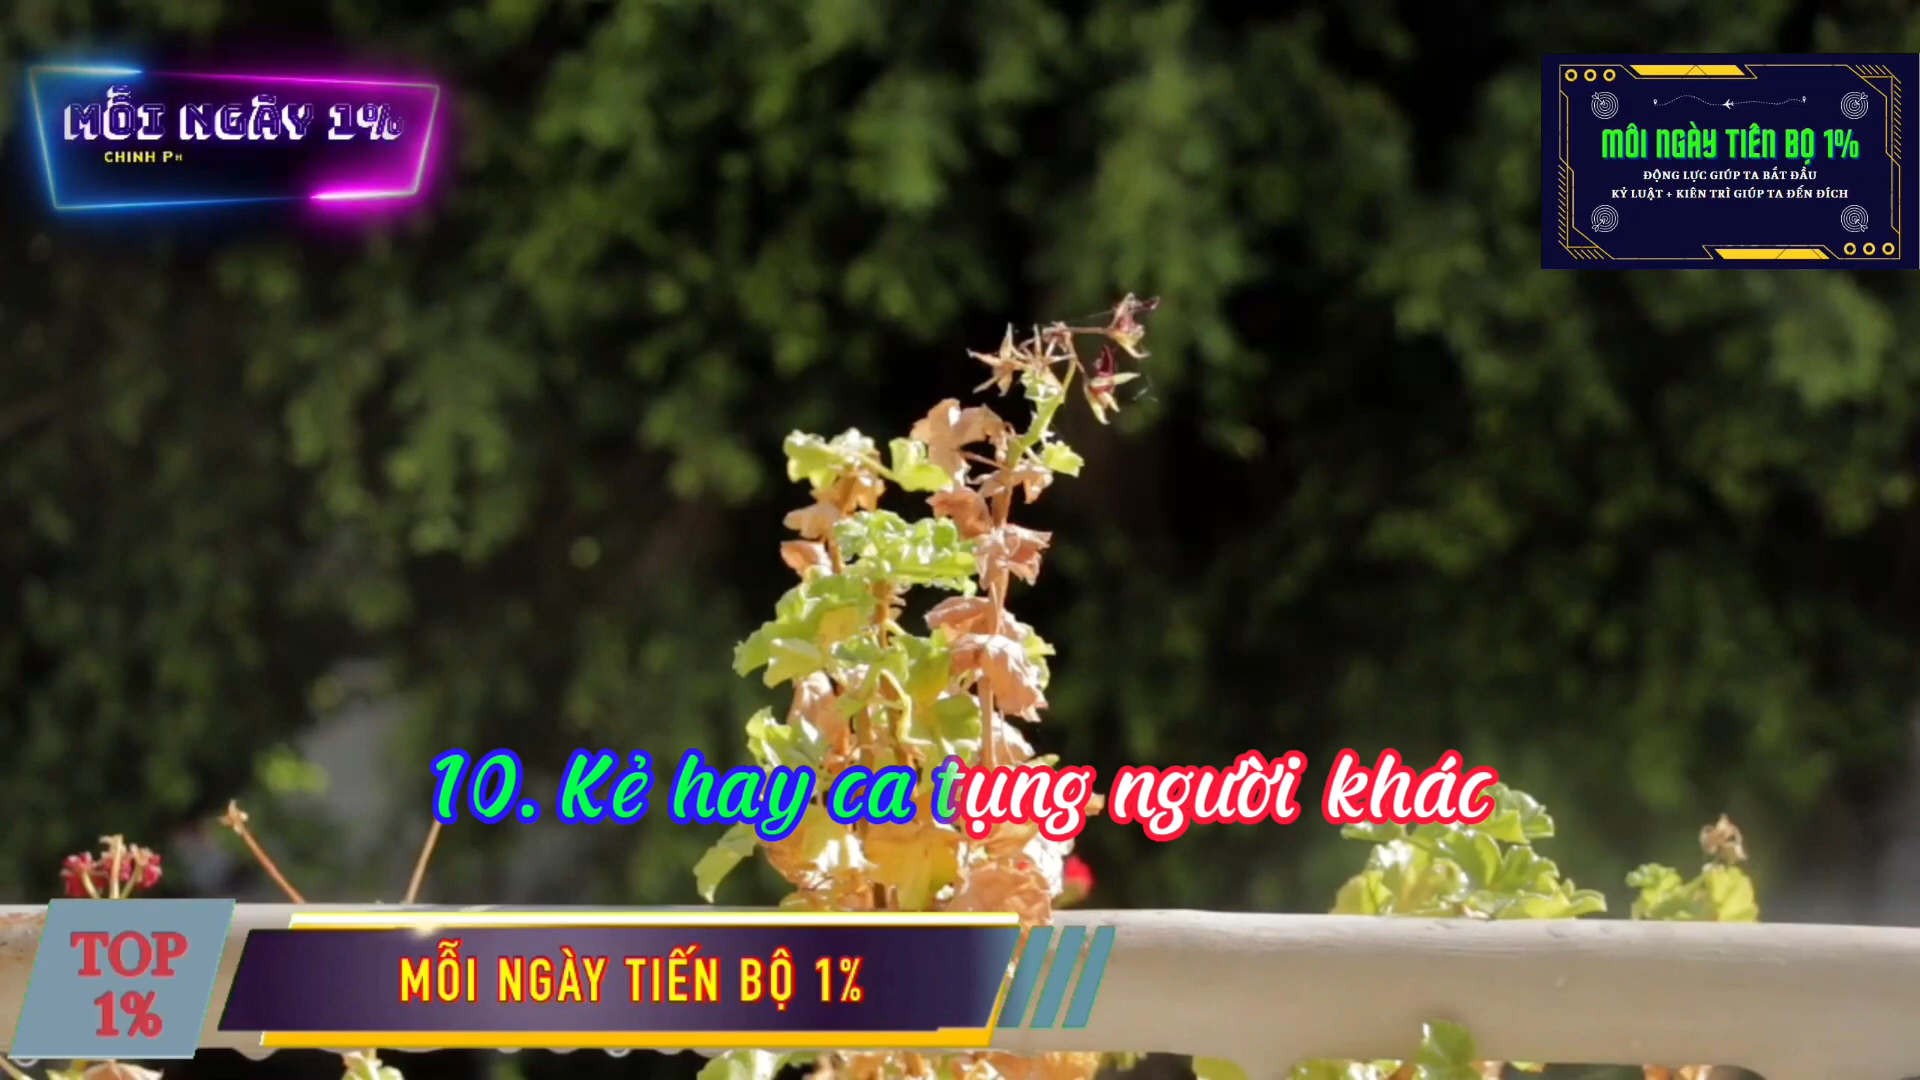 MỖI NGÀY 1%
CHINH PH
MỖI NGÀY TIẾN BỘ 1%
ĐỘNG LỰC GIÚP TA BẮT ĐẦU
KỶ LUẬT + KIÊN TRÌ GIÚP TA ĐẾN ĐÍCH
10. Kẻ hay ca tụng người khác
TOP
1%
MỖI NGÀY TIẾN BỘ 1%